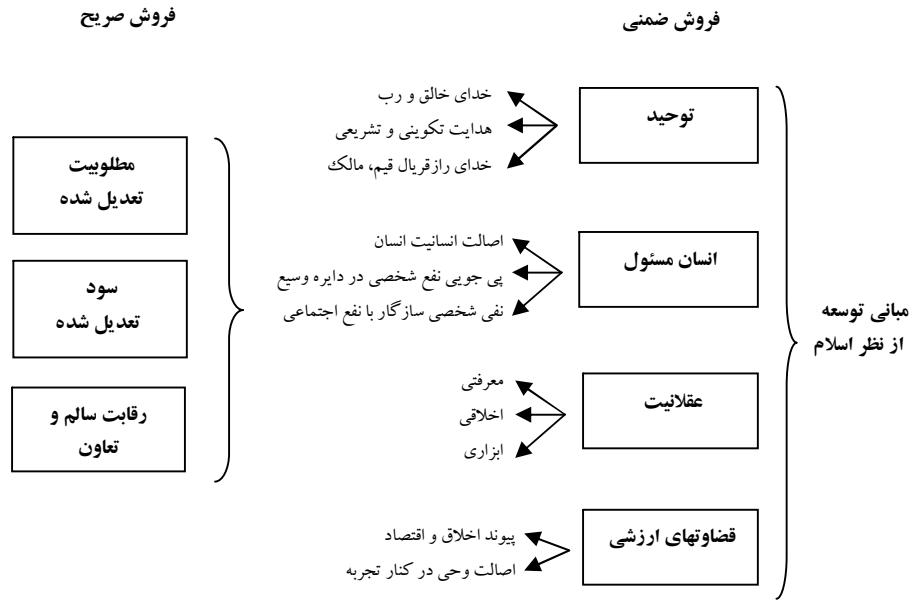 فروش ضمنی
فروش صریح
مبانی توسعه
از نظر اسلام
توحید
خدای خالق و رب
هدایت تکوینی و تشریعی
خدای رازقریال قیم، مالک
انسان مسئول
اصالت انسانیت انسان
پی جویی نفع شخصی در دایره وسیع
نفی شخصی سازگار با نفع اجتماعی
عقلانیت
معرفتی
اخلاقی
ابزاری
قضاوتهای ارزشی
پیوند اخلاق و اقتصاد
اصالت وحی در کنار تجربه
مطلوبیت
تعدیل شده
سود
تعدیل شده
رقابت سالم و
تعاون